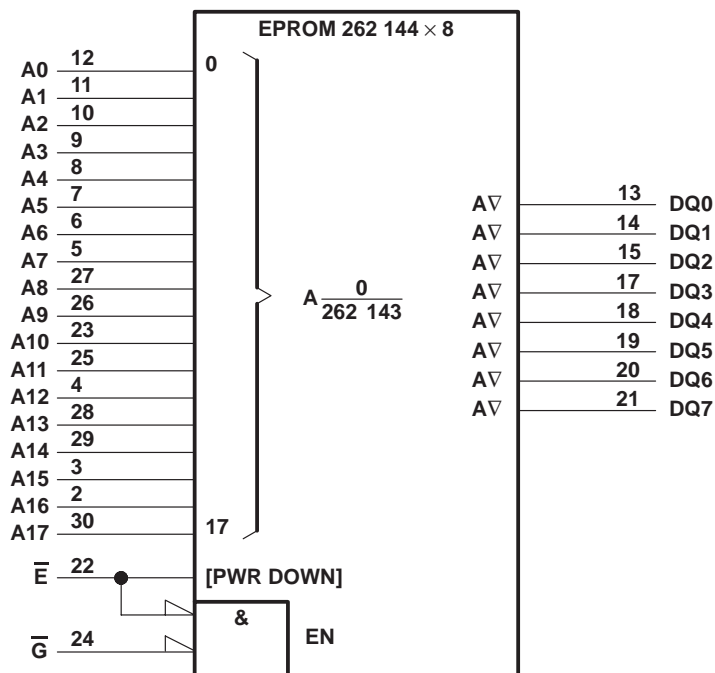 EPROM 262 144 × 8
A0 12 0
A1 11
A2 10
A3 9
A4 8
A5 7
A6 6
A7 5
A8 27
A9 26
A10 23
A11 25
A12 4
A13 28
A14 29
A15 3
A16 2
A17 30 17
A 0
262 143
A∇ 13 DQ0
A∇ 14 DQ1
A∇ 15 DQ2
A∇ 17 DQ3
A∇ 18 DQ4
A∇ 19 DQ5
A∇ 20 DQ6
A∇ 21 DQ7
E̅ 22 [PWR DOWN]
&
EN
G̅ 24